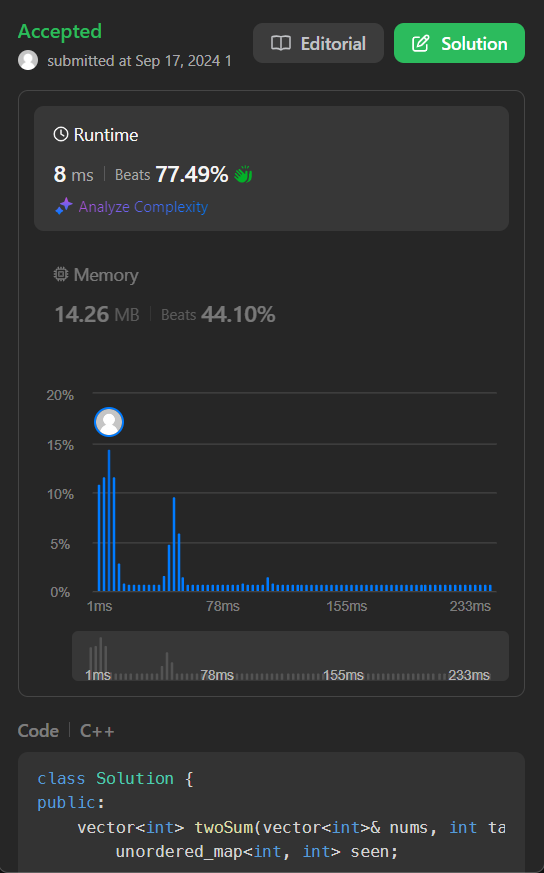 Accepted
submitted at Sep 17, 2024 1
Editorial
Solution
Runtime
8 ms | Beats 77.49%
Analyze Complexity
Memory
14.26 MB | Beats 44.10%
20%
15%
10%
5%
0%
1ms 78ms 155ms 233ms
1ms 78ms 155ms 233ms
Code | C++
class Solution {
public:
    vector<int> twoSum(vector<int>& nums, int ta
        unordered_map<int, int> seen;